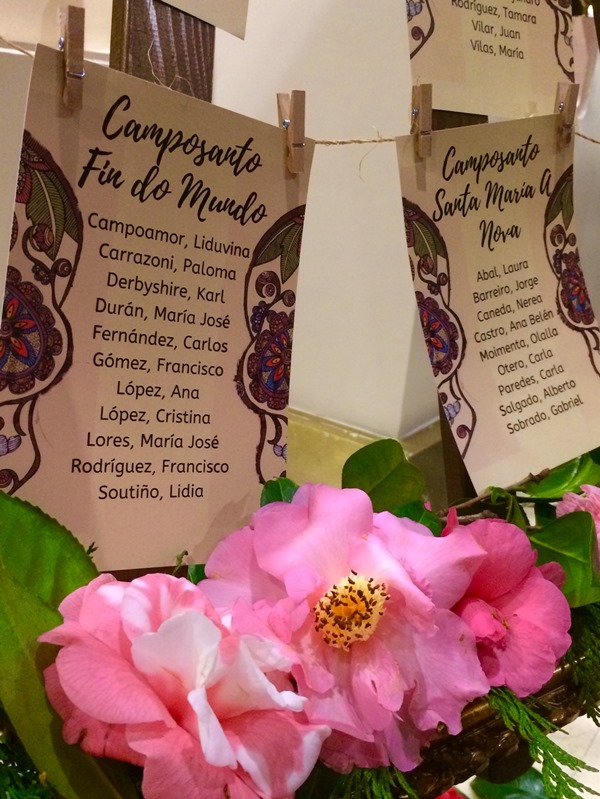 Rodríguez, Tamara
Vilar, Juan
Vilas, María
Camposanto
Fin do Mundo
Campoamor, Liduvina
Carrazoni, Paloma
Derbyshire, Karl
Durán, María José
Fernández, Carlos
Gómez, Francisco
López, Ana
López, Cristina
Lores, María José
Rodríguez, Francisco
Soutiño, Lidia
Camposanto
Santa María A
Nova
Abal, Laura
Barreiro, Jorge
Caneda, Nerea
Castro, Ana Belén
Moimenta, Olalla
Otero, Carla
Paredes, Carla
Salgado, Alberto
Sobrado, Gabriel